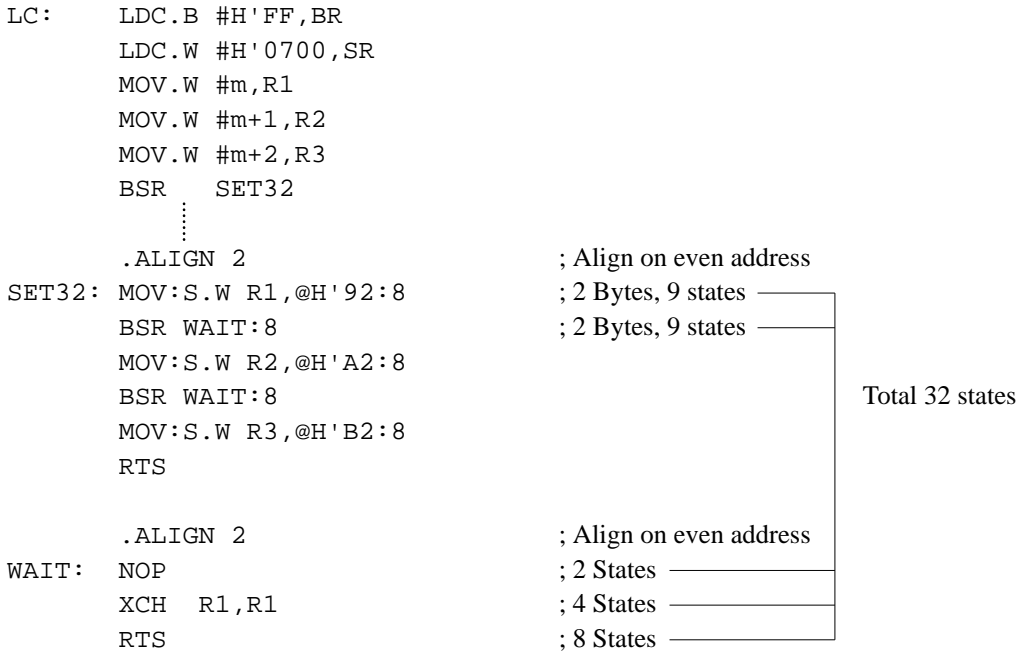 LC: LDC.B #H'FF,BR
LDC.W #H'0700,SR
MOV.W #m,R1
MOV.W #m+1,R2
MOV.W #m+2,R3
BSR SET32
.ALIGN 2 ; Align on even address
SET32: MOV:S.W R1,@H'92:8 ; 2 Bytes, 9 states
BSR WAIT:8 ; 2 Bytes, 9 states
MOV:S.W R2,@H'A2:8
BSR WAIT:8 Total 32 states
MOV:S.W R3,@H'B2:8
RTS
.ALIGN 2 ; Align on even address
WAIT: NOP ; 2 States
XCH R1,R1 ; 4 States
RTS ; 8 States